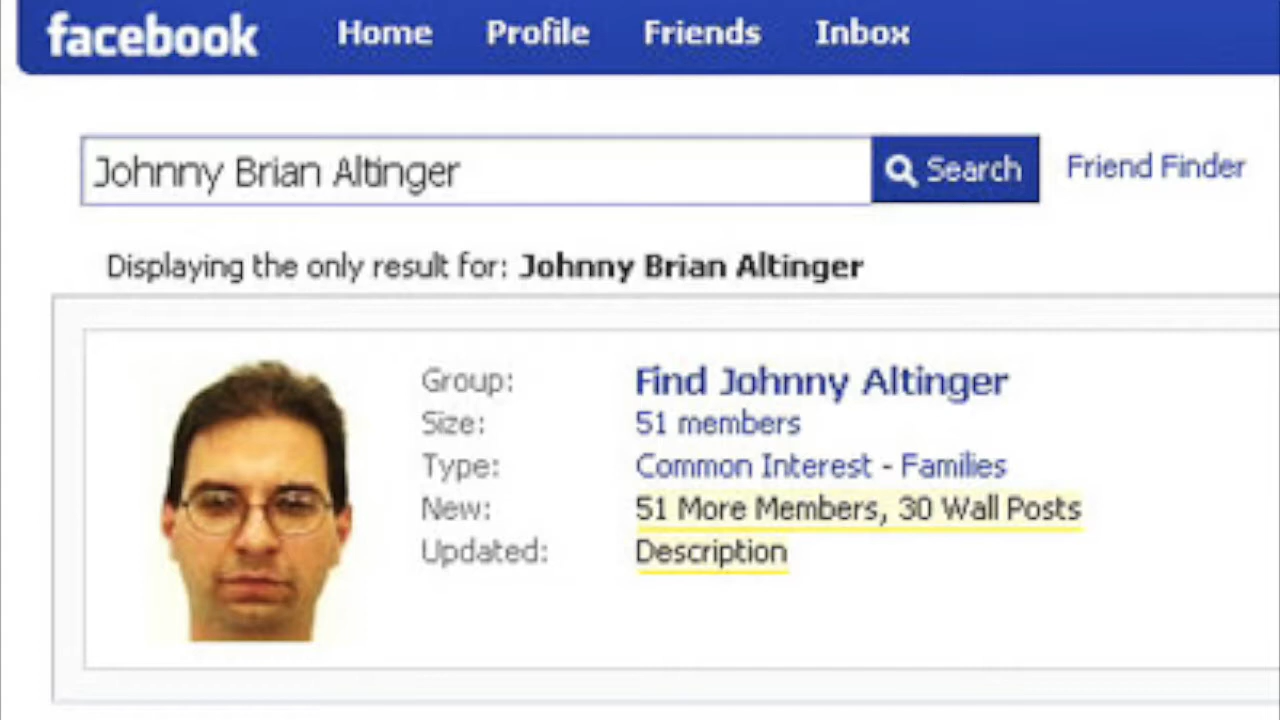 facebook Home Profile Friends Inbox
Johnny Brian Altinger Search Friend Finder
Displaying the only result for: Johnny Brian Altinger
Group: Find Johnny Altinger
Size: 51 members
Type: Common Interest - Families
New: 51 More Members, 30 Wall Posts
Updated: Description